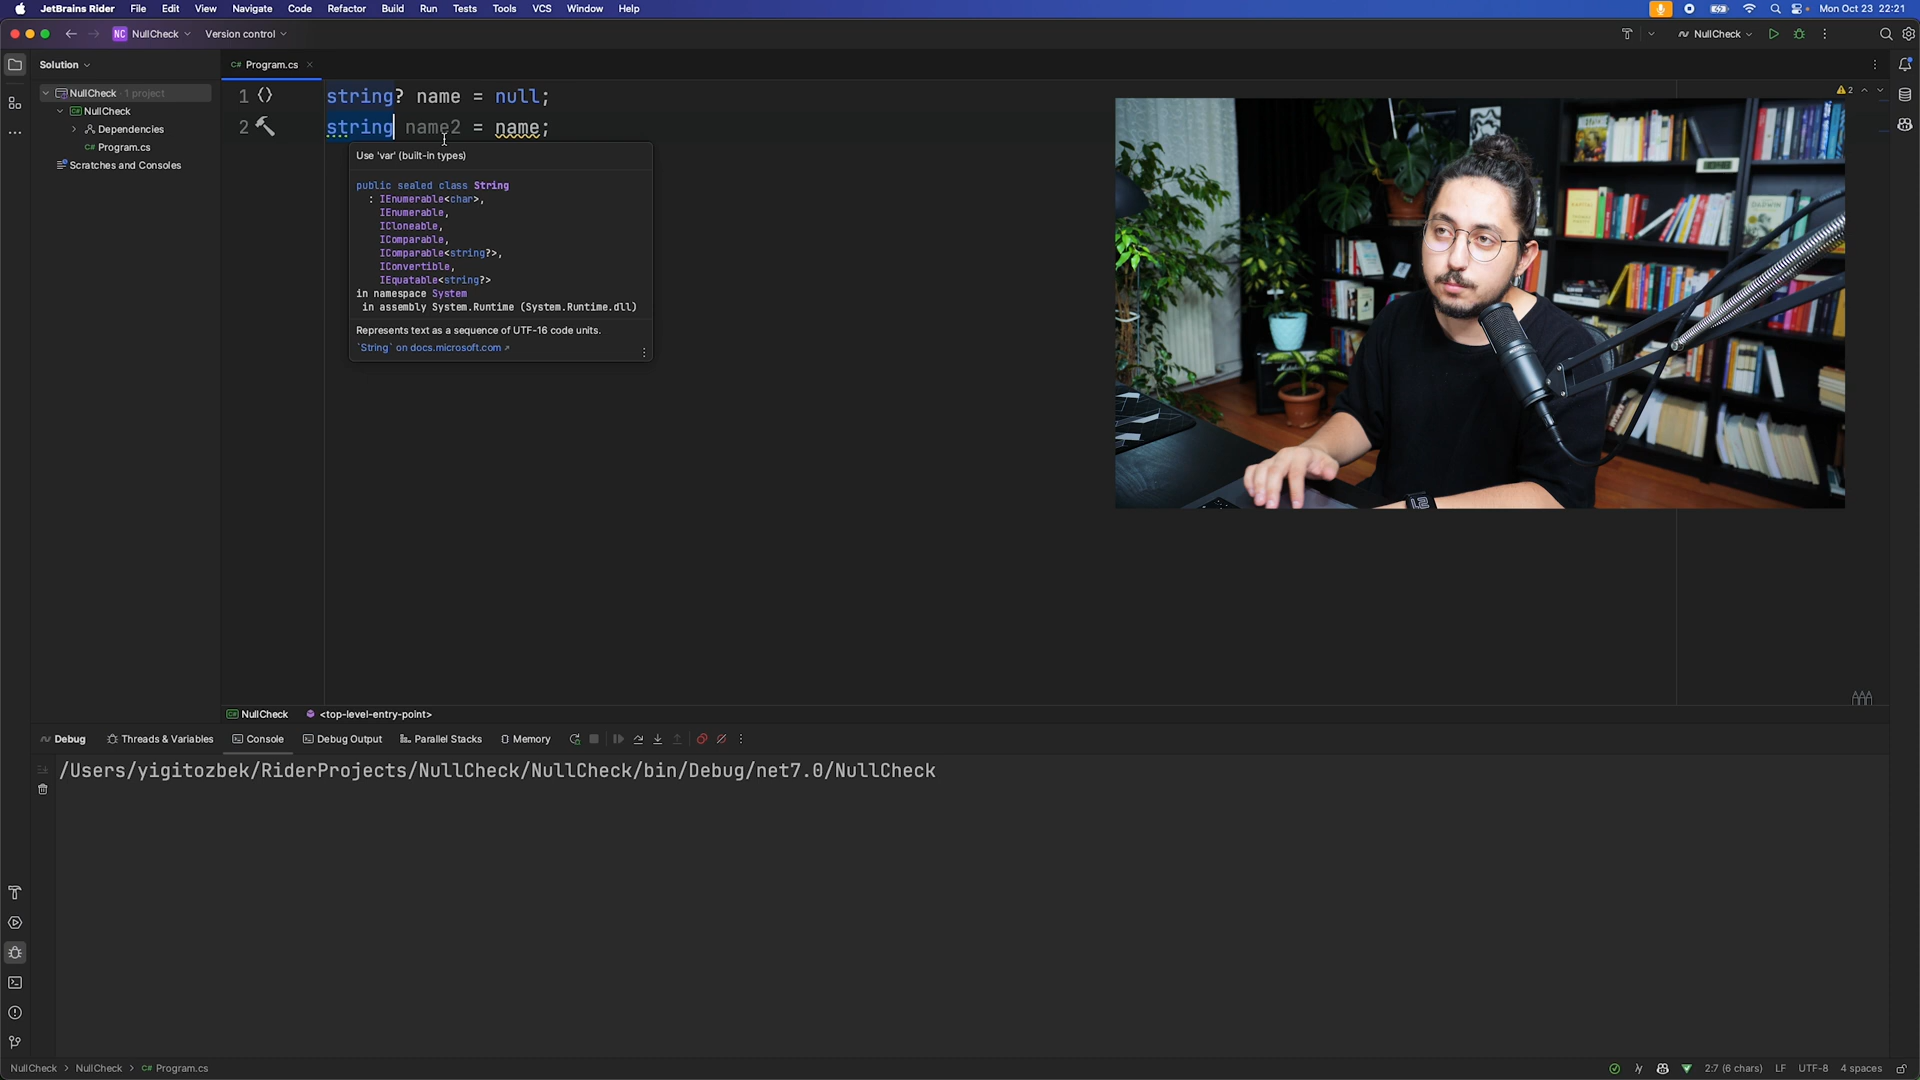 JetBrains Rider File Edit View Navigate Code Refactor Build Run Tests Tools VCS Window Help Mon Oct 23 22:21
NC NullCheck Version control NullCheck
Solution
C# Program.cs
NullCheck · 1 project
NullCheck
Dependencies
C# Program.cs
Scratches and Consoles
1 string? name = null;
2 string name2 = name;
2
Use 'var' (built-in types)
public sealed class String
: IEnumerable<char>,
IEnumerable,
ICloneable,
IComparable,
IComparable<string?>,
IConvertible,
IEquatable<string?>
in namespace System
in assembly System.Runtime (System.Runtime.dll)
Represents text as a sequence of UTF-16 code units.
`String` on docs.microsoft.com ↗
C# NullCheck <top-level-entry-point>
Debug Threads & Variables Console Debug Output Parallel Stacks Memory
/Users/yigitozbek/RiderProjects/NullCheck/NullCheck/bin/Debug/net7.0/NullCheck
NullCheck > NullCheck > C# Program.cs
2:7 (6 chars) LF UTF-8 4 spaces